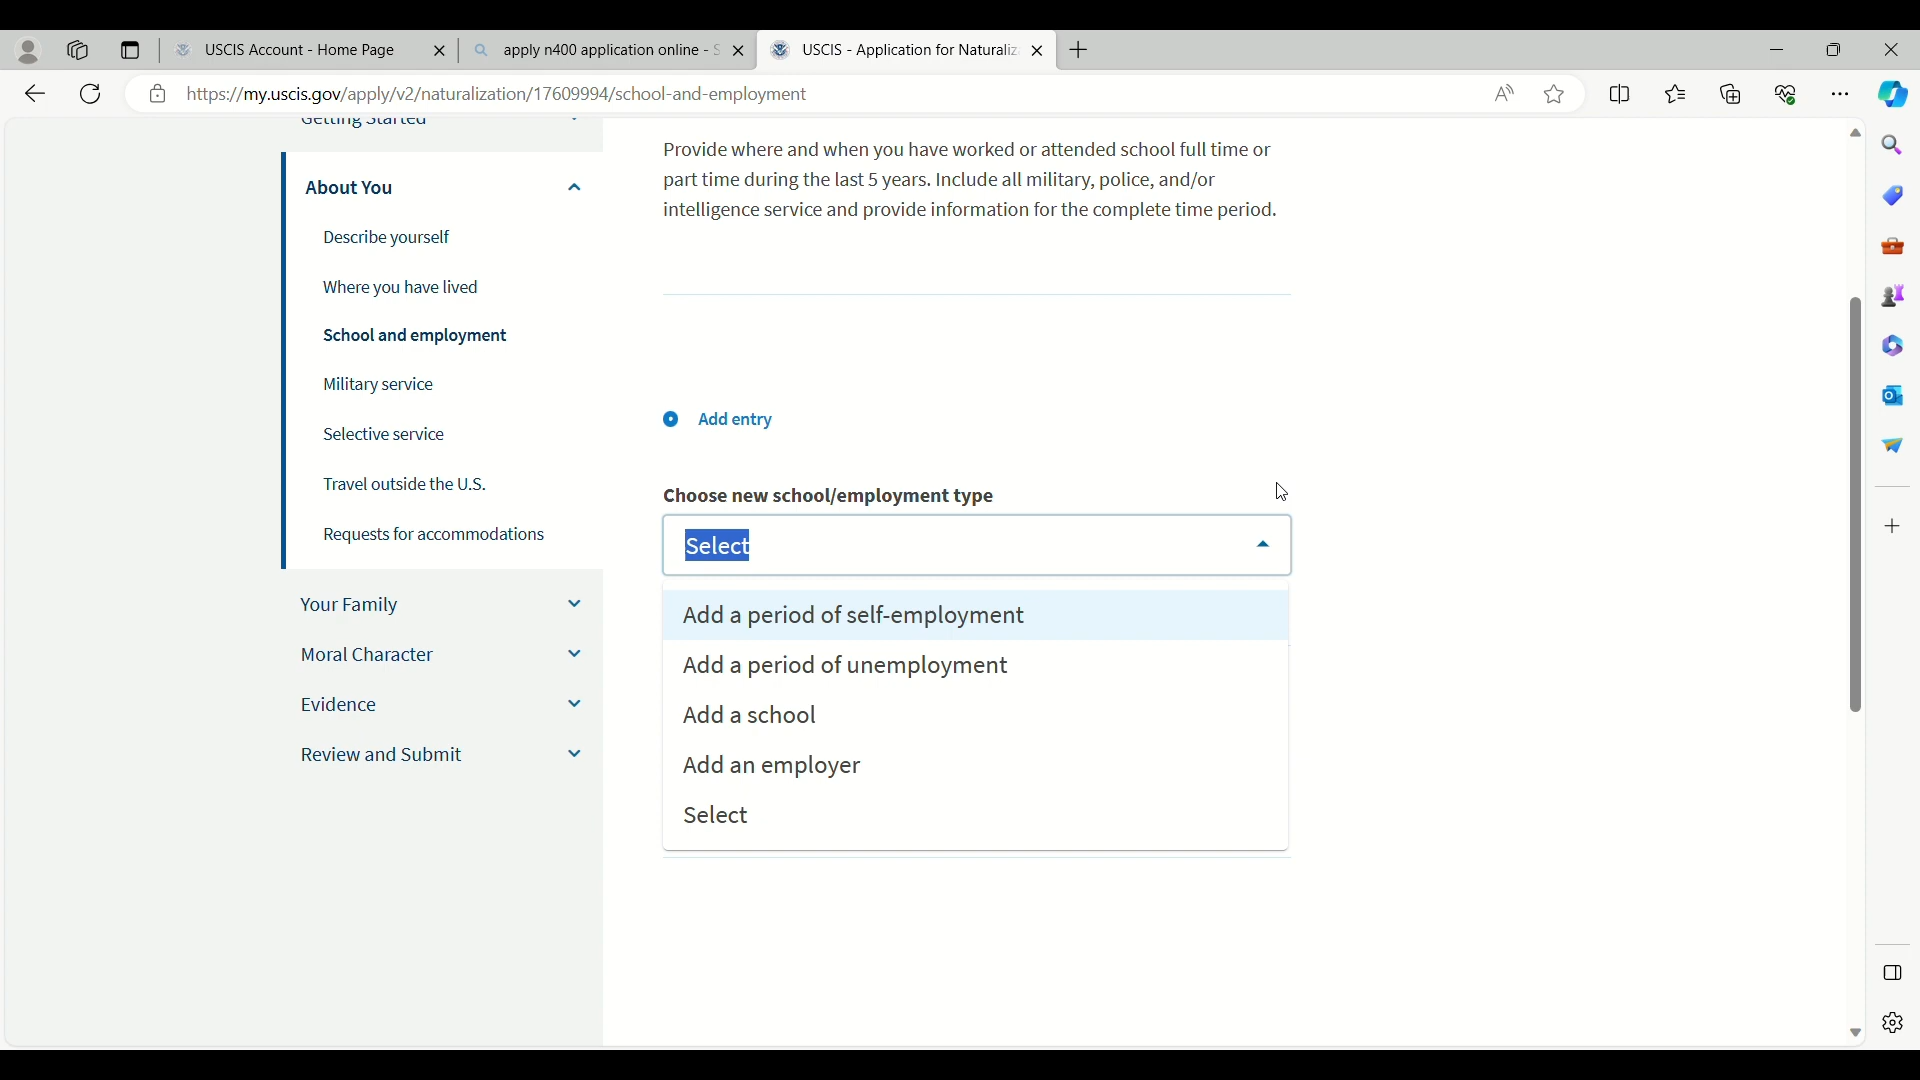 USCIS Account - Home Page
apply n400 application online - S
USCIS - Application for Naturaliz
https://my.uscis.gov/apply/v2/naturalization/17609994/school-and-employment
Getting Started
About You
Describe yourself
Where you have lived
School and employment
Military service
Selective service
Travel outside the U.S.
Requests for accommodations
Your Family
Moral Character
Evidence
Review and Submit
Provide where and when you have worked or attended school full time or
part time during the last 5 years. Include all military, police, and/or
intelligence service and provide information for the complete time period.
Add entry
Choose new school/employment type
Select
Add a period of self-employment
Add a period of unemployment
Add a school
Add an employer
Select